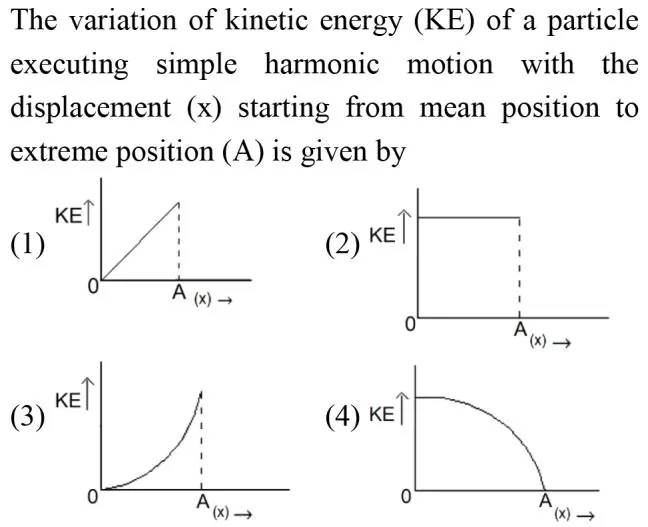 The variation of kinetic energy (KE) of a particle
executing simple harmonic motion with the
displacement (x) starting from mean position to
extreme position (A) is given by
(1) KE↑ 0 A (x) →
(2) KE↑ 0 A (x) →
(3) KE↑ 0 A (x) →
(4) KE↑ 0 A (x) →